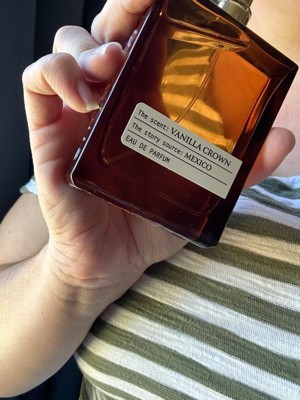 The scent: VANILLA CROWN
The story source: MEXICO
EAU DE PARFUM